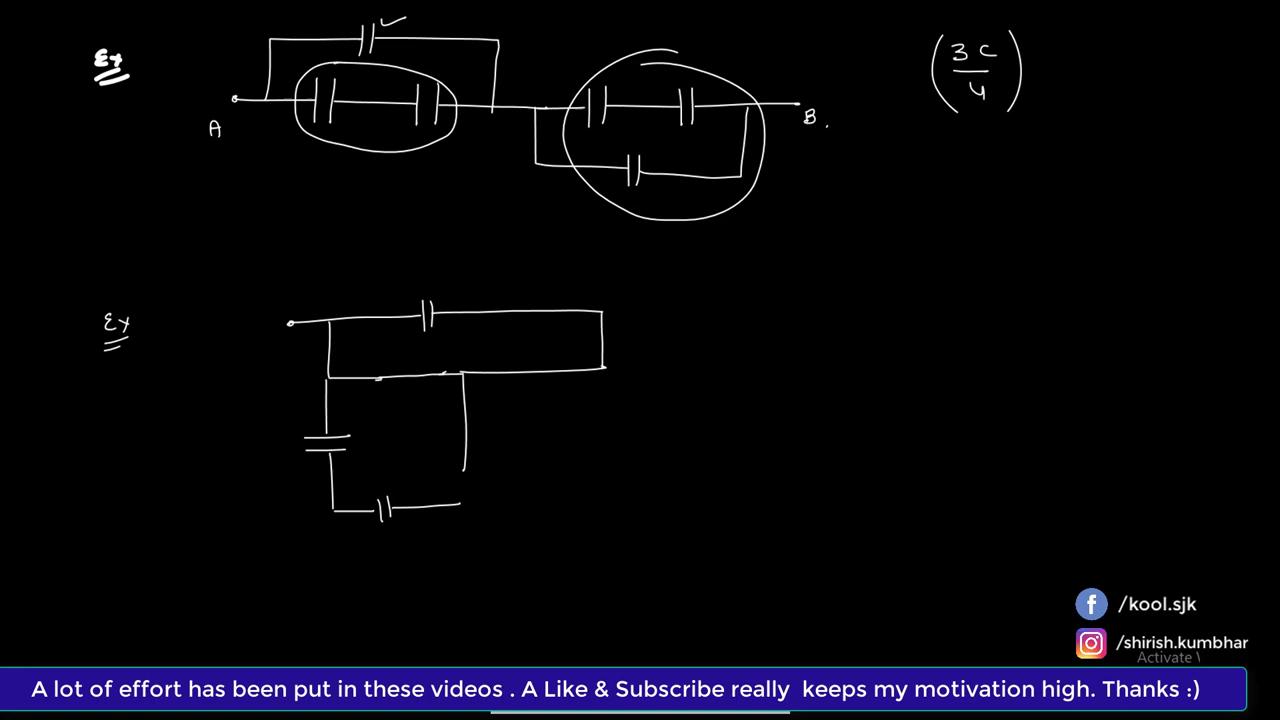 Ex
A
B.
(3C/4)
Ex
f /kool.sjk
/shirish.kumbhar
Activate \
A lot of effort has been put in these videos . A Like & Subscribe really keeps my motivation high. Thanks :)